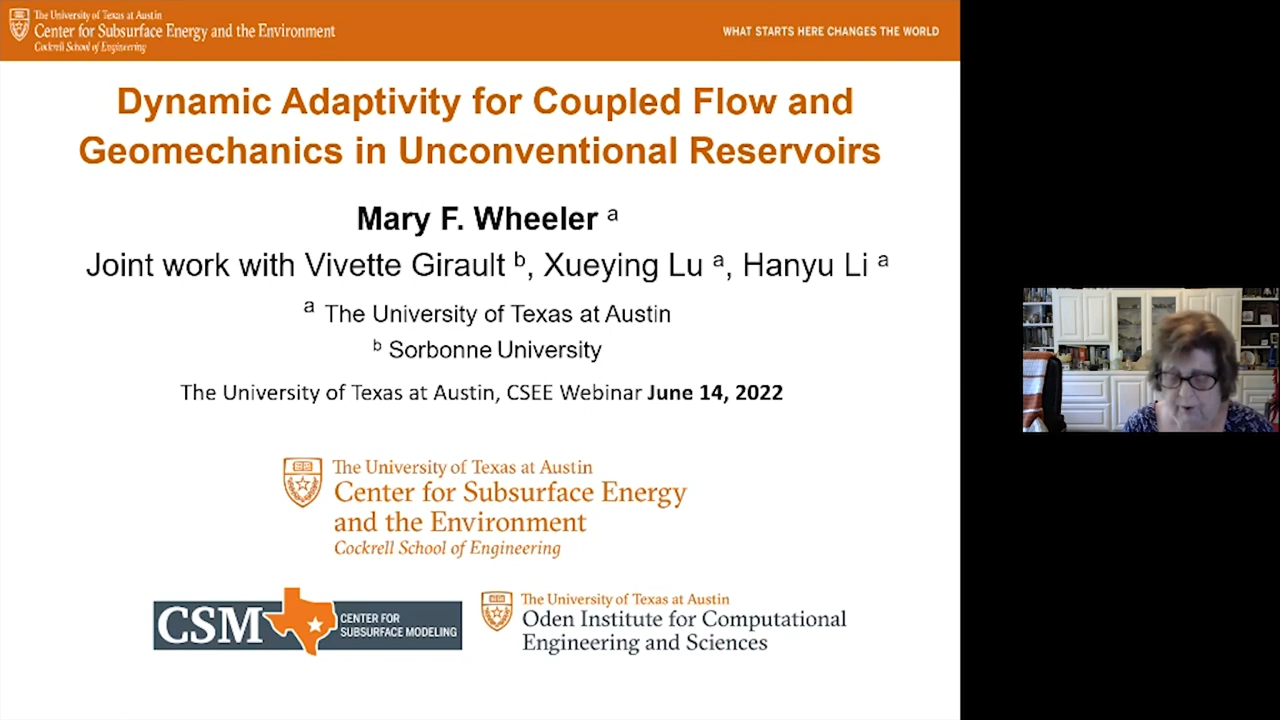 The University of Texas at Austin
Center for Subsurface Energy and the Environment
Cockrell School of Engineering
WHAT STARTS HERE CHANGES THE WORLD
Dynamic Adaptivity for Coupled Flow and
Geomechanics in Unconventional Reservoirs
Mary F. Wheeler a
Joint work with Vivette Girault b, Xueying Lu a, Hanyu Li a
a The University of Texas at Austin
b Sorbonne University
The University of Texas at Austin, CSEE Webinar June 14, 2022
The University of Texas at Austin
Center for Subsurface Energy
and the Environment
Cockrell School of Engineering
CSM
CENTER FOR
SUBSURFACE MODELING
The University of Texas at Austin
Oden Institute for Computational
Engineering and Sciences